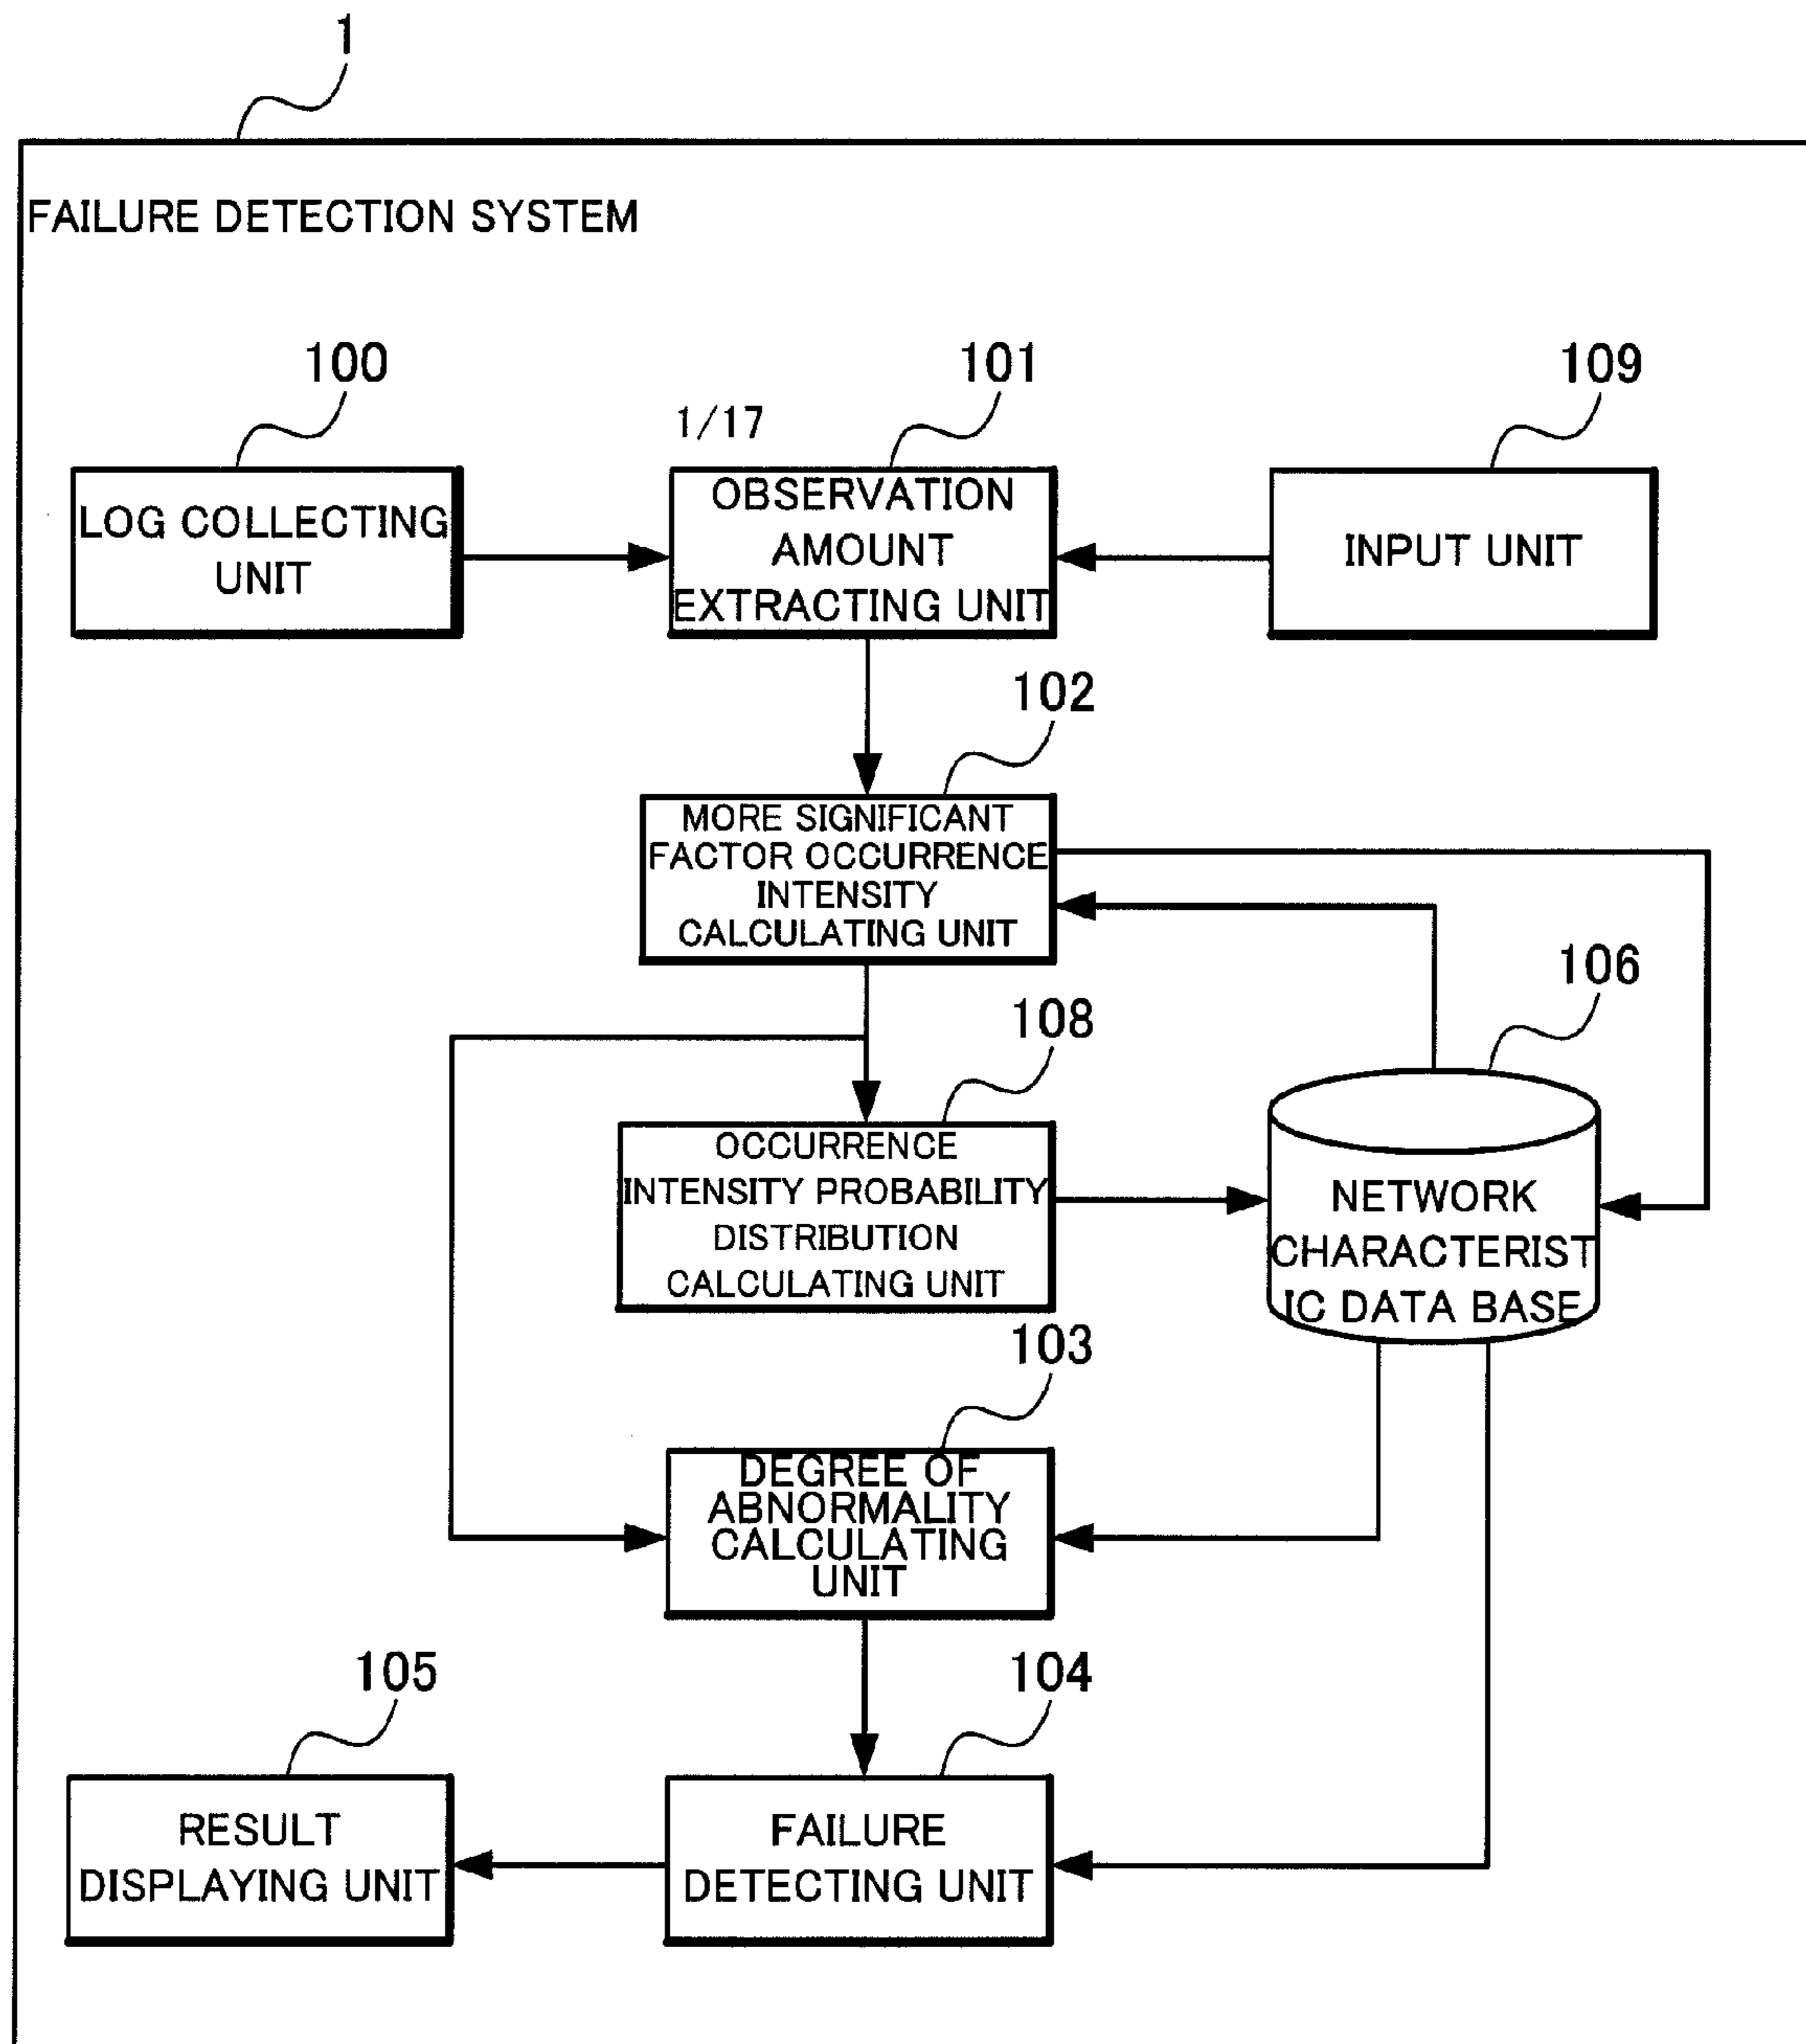 1
FAILURE DETECTION SYSTEM
100
101
109
1/17
LOG COLLECTING
UNIT
OBSERVATION
AMOUNT
EXTRACTING UNIT
INPUT UNIT
102
MORE SIGNIFICANT
FACTOR OCCURRENCE
INTENSITY
CALCULATING UNIT
106
108
OCCURRENCE
INTENSITY PROBABILITY
DISTRIBUTION
CALCULATING UNIT
NETWORK
CHARACTERIST
IC DATA BASE
103
DEGREE OF
ABNORMALITY
CALCULATING
UNIT
105
104
RESULT
DISPLAYING UNIT
FAILURE
DETECTING UNIT